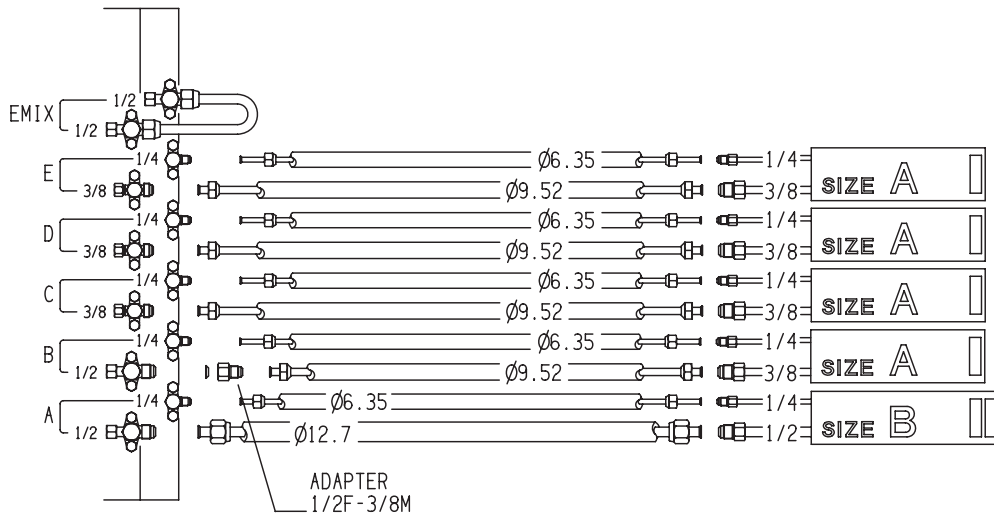 1/2
EMIX
1/2
1/4 Ø6.35 1/4
E
3/8 Ø9.52 3/8 SIZE A
1/4 Ø6.35 1/4
D
3/8 Ø9.52 3/8 SIZE A
1/4 Ø6.35 1/4
C
3/8 Ø9.52 3/8 SIZE A
1/4 Ø6.35 1/4
B
1/2 Ø9.52 3/8 SIZE A
1/4 Ø6.35 1/4
A
1/2 Ø12.7 1/2 SIZE B
ADAPTER
1/2F-3/8M